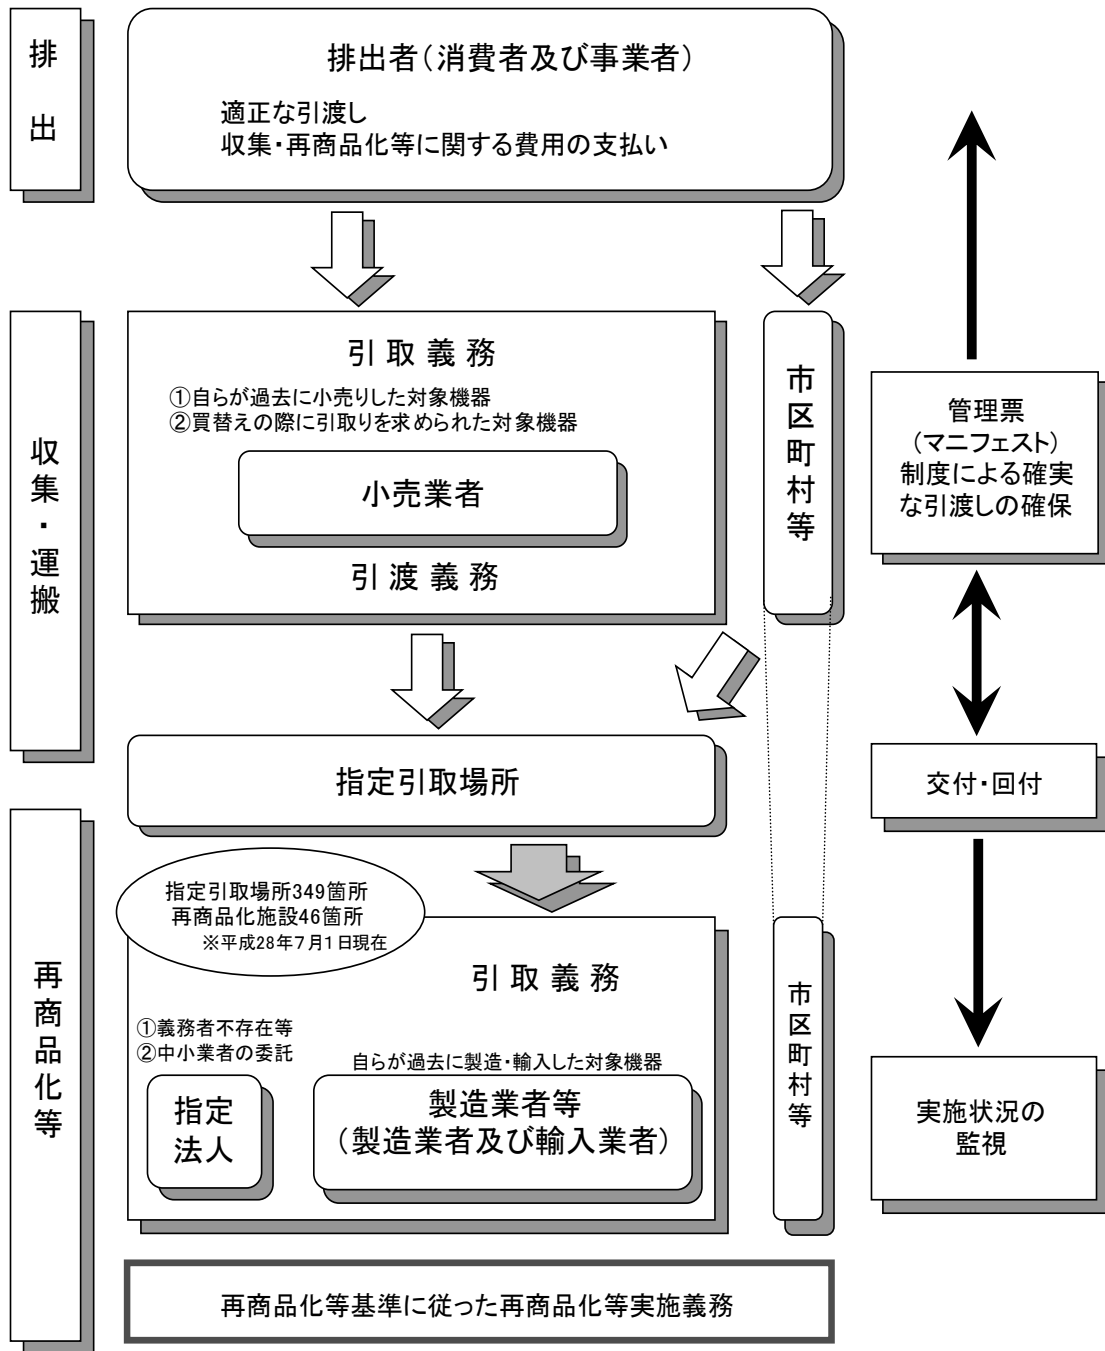 排
出
排出者（消費者及び事業者）
適正な引渡し
収集・再商品化等に関する費用の支払い
収
集
・
運
搬
引取義務
①自らが過去に小売りした対象機器
②買替えの際に引取りを求められた対象機器
小売業者
引渡義務
市
区
町
村
等
管理票
（マニフェスト）
制度による確実
な引渡しの確保
指定引取場所
交付・回付
再
商
品
化
等
指定引取場所349箇所
再商品化施設46箇所
※平成28年7月1日現在
引取義務
①義務者不存在等
②中小業者の委託
指定
法人
自らが過去に製造・輸入した対象機器
製造業者等
（製造業者及び輸入業者）
市
区
町
村
等
実施状況の
監視
再商品化等基準に従った再商品化等実施義務